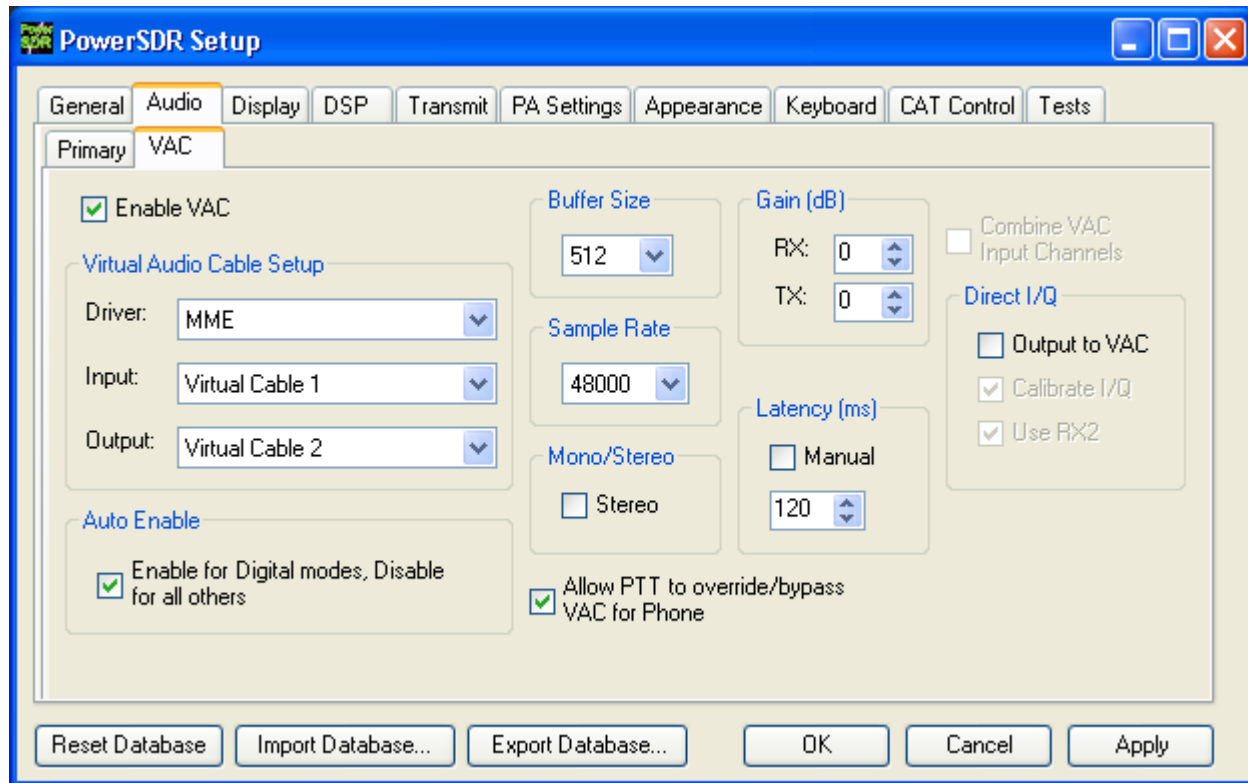 Power SDR PowerSDR Setup
General Audio Display DSP Transmit PA Settings Appearance Keyboard CAT Control Tests
Primary VAC
Enable VAC
Virtual Audio Cable Setup
Driver: MME
Input: Virtual Cable 1
Output: Virtual Cable 2
Auto Enable
Enable for Digital modes, Disable
for all others
Buffer Size
512
Sample Rate
48000
Mono/Stereo
Stereo
Allow PTT to override/bypass
VAC for Phone
Gain (dB)
RX: 0
TX: 0
Latency (ms)
Manual
120
Combine VAC
Input Channels
Direct I/Q
Output to VAC
Calibrate I/Q
Use RX2
Reset Database Import Database... Export Database... OK Cancel Apply